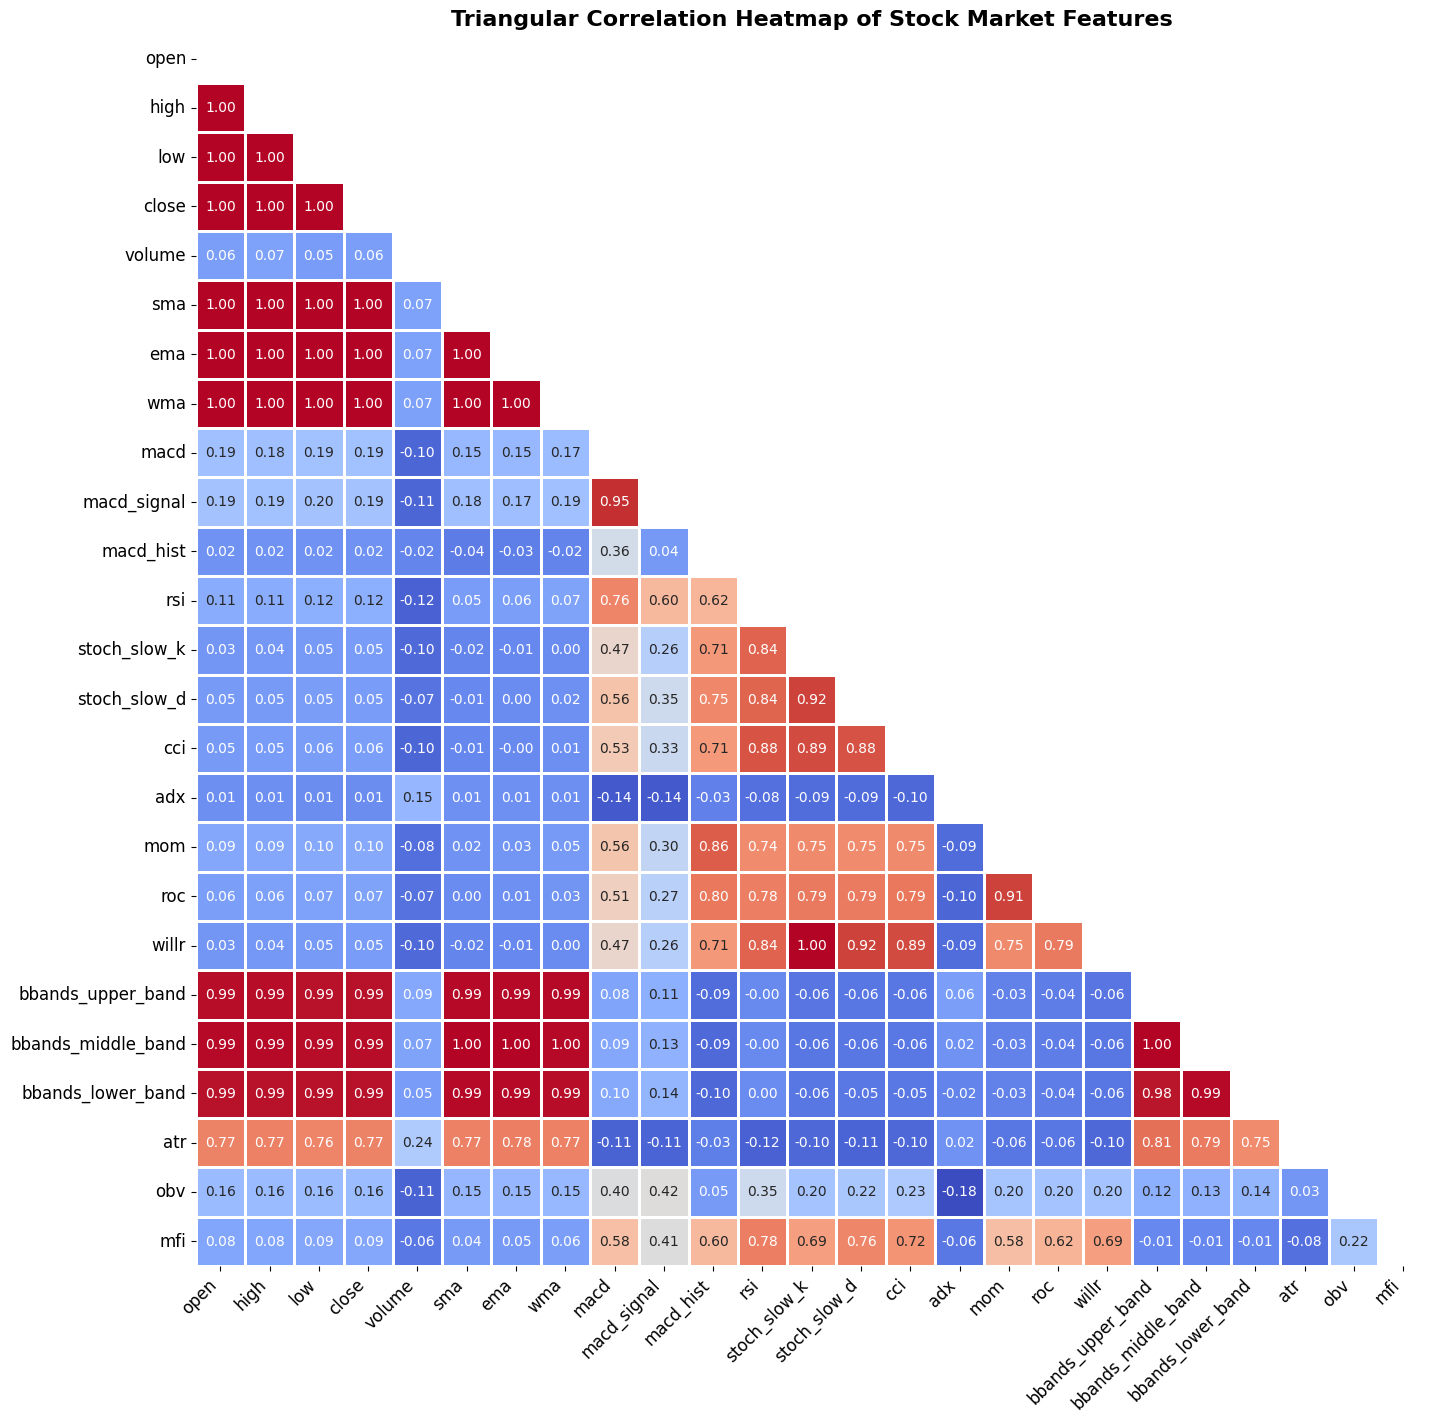 Triangular Correlation Heatmap of Stock Market Features
open
high 1.00
low 1.00 1.00
close 1.00 1.00 1.00
volume 0.06 0.07 0.05 0.06
sma 1.00 1.00 1.00 1.00 0.07
ema 1.00 1.00 1.00 1.00 0.07 1.00
wma 1.00 1.00 1.00 1.00 0.07 1.00 1.00
macd 0.19 0.18 0.19 0.19 -0.10 0.15 0.15 0.17
macd_signal 0.19 0.19 0.20 0.19 -0.11 0.18 0.17 0.19 0.95
macd_hist 0.02 0.02 0.02 0.02 -0.02 -0.04 -0.03 -0.02 0.36 0.04
rsi 0.11 0.11 0.12 0.12 -0.12 0.05 0.06 0.07 0.76 0.60 0.62
stoch_slow_k 0.03 0.04 0.05 0.05 -0.10 -0.02 -0.01 0.00 0.47 0.26 0.71 0.84
stoch_slow_d 0.05 0.05 0.05 0.05 -0.07 -0.01 0.00 0.02 0.56 0.35 0.75 0.84 0.92
cci 0.05 0.05 0.06 0.06 -0.10 -0.01 -0.00 0.01 0.53 0.33 0.71 0.88 0.89 0.88
adx 0.01 0.01 0.01 0.01 0.15 0.01 0.01 0.01 -0.14 -0.14 -0.03 -0.08 -0.09 -0.09 -0.10
mom 0.09 0.09 0.10 0.10 -0.08 0.02 0.03 0.05 0.56 0.30 0.86 0.74 0.75 0.75 0.75 -0.09
roc 0.06 0.06 0.07 0.07 -0.07 0.00 0.01 0.03 0.51 0.27 0.80 0.78 0.79 0.79 0.79 -0.10 0.91
willr 0.03 0.04 0.05 0.05 -0.10 -0.02 -0.01 0.00 0.47 0.26 0.71 0.84 1.00 0.92 0.89 -0.09 0.75 0.79
bbands_upper_band 0.99 0.99 0.99 0.99 0.09 0.99 0.99 0.99 0.08 0.11 -0.09 -0.00 -0.06 -0.06 -0.06 0.06 -0.03 -0.04 -0.06
bbands_middle_band 0.99 0.99 0.99 0.99 0.07 1.00 1.00 1.00 0.09 0.13 -0.09 -0.00 -0.06 -0.06 -0.06 0.02 -0.03 -0.04 -0.06 1.00
bbands_lower_band 0.99 0.99 0.99 0.99 0.05 0.99 0.99 0.99 0.10 0.14 -0.10 0.00 -0.06 -0.05 -0.05 -0.02 -0.03 -0.04 -0.06 0.98 0.99
atr 0.77 0.77 0.76 0.77 0.24 0.77 0.78 0.77 -0.11 -0.11 -0.03 -0.12 -0.10 -0.11 -0.10 0.02 -0.06 -0.06 -0.10 0.81 0.79 0.75
obv 0.16 0.16 0.16 0.16 -0.11 0.15 0.15 0.15 0.40 0.42 0.05 0.35 0.20 0.22 0.23 -0.18 0.20 0.20 0.20 0.12 0.13 0.14 0.03
mfi 0.08 0.08 0.09 0.09 -0.06 0.04 0.05 0.06 0.58 0.41 0.60 0.78 0.69 0.76 0.72 -0.06 0.58 0.62 0.69 -0.01 -0.01 -0.01 -0.08 0.22
open high low close volume sma ema wma macd macd_signal macd_hist rsi stoch_slow_k stoch_slow_d cci adx mom roc willr bbands_upper_band bbands_middle_band bbands_lower_band atr obv mfi